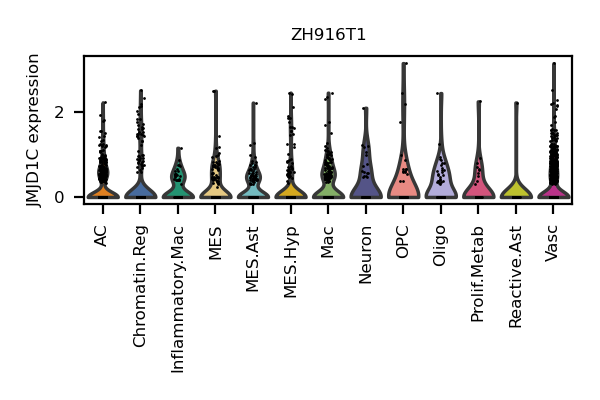 ZH916T1
JMJD1C expression
2
0
AC
Chromatin.Reg
Inflammatory.Mac
MES
MES.Ast
MES.Hyp
Mac
Neuron
OPC
Oligo
Prolif.Metab
Reactive.Ast
Vasc